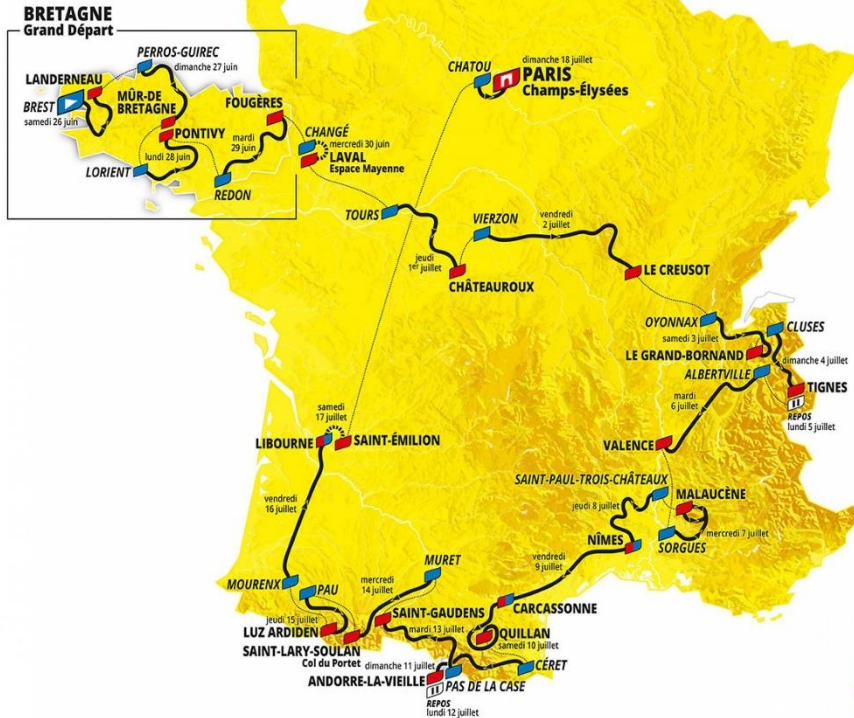 BRETAGNE
Grand Départ
PERROS-GUIREC
dimanche 27 juin
LANDERNEAU
BREST
samedi 26 juin
MÛR-DE-
BRETAGNE
PONTIVY
lundi 28 juin
LORIENT
FOUGÈRES
mardi
29 juin
REDON
CHANGÉ
mercredi 30 juin
LAVAL
Espace Mayenne
CHATOU
dimanche 18 juillet
PARIS
Champs-Élysées
TOURS
jeudi
1er juillet
CHÂTEAUROUX
VIERZON
vendredi
2 juillet
LE CREUSOT
OYONNAX
samedi 3 juillet
CLUSES
LE GRAND-BORNAND
dimanche 4 juillet
ALBERTVILLE
TIGNES
REPOS
lundi 5 juillet
mardi
6 juillet
VALENCE
samedi
17 juillet
LIBOURNE
SAINT-ÉMILION
SAINT-PAUL-TROIS-CHÂTEAUX
MALAUCÈNE
jeudi 8 juillet
mercredi 7 juillet
SORGUES
NÎMES
vendredi
16 juillet
vendredi
9 juillet
MOURENX
PAU
MURET
mercredi
14 juillet
jeudi 15 juillet
LUZ ARDIDEN
SAINT-LARY-SOULAN
Col du Portet
SAINT-GAUDENS
mardi 13 juillet
CARCASSONNE
QUILLAN
samedi 10 juillet
CÉRET
dimanche 11 juillet
ANDORRE-LA-VIEILLE
PAS DE LA CASE
REPOS
lundi 12 juillet